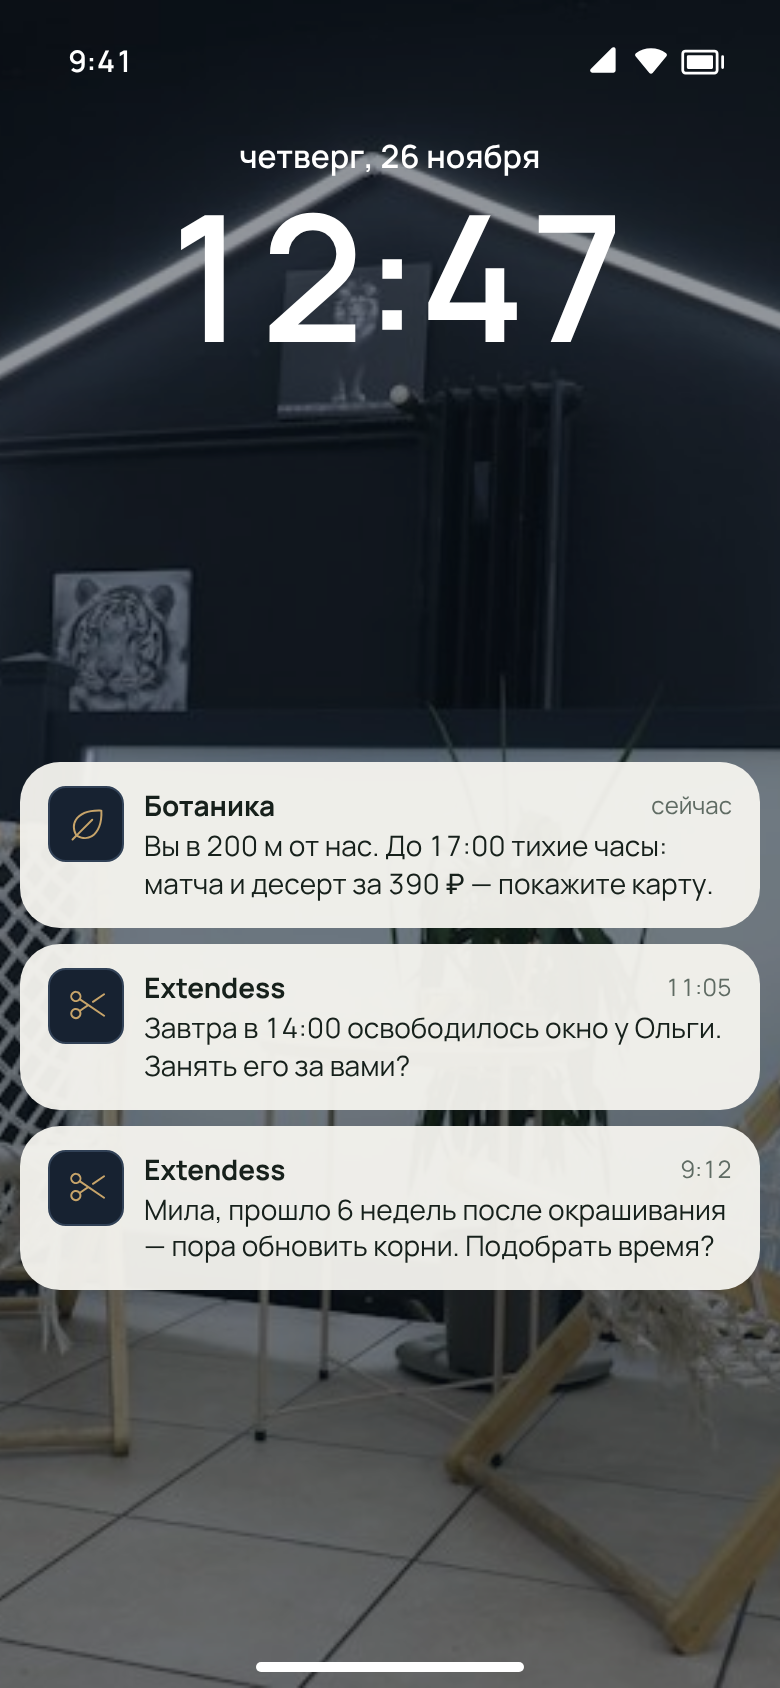 9:41
четверг, 26 ноября
12:47
Ботаника
сейчас
Вы в 200 м от нас. До 17:00 тихие часы:
матча и десерт за 390 ₽ — покажите карту.
Extendess
11:05
Завтра в 14:00 освободилось окно у Ольги.
Занять его за вами?
Extendess
9:12
Мила, прошло 6 недель после окрашивания
— пора обновить корни. Подобрать время?